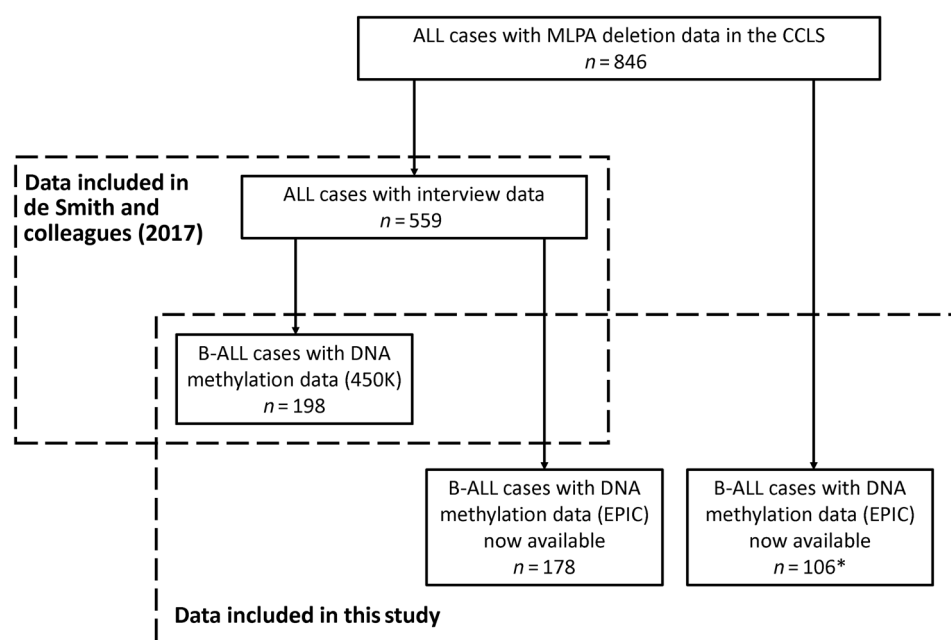 ALL cases with MLPA deletion data in the CCLS
n = 846
Data included in
de Smith and
colleagues (2017)
ALL cases with interview data
n = 559
B-ALL cases with DNA
methylation data (450K)
n = 198
B-ALL cases with DNA
methylation data (EPIC)
now available
n = 178
B-ALL cases with DNA
methylation data (EPIC)
now available
n = 106*
Data included in this study